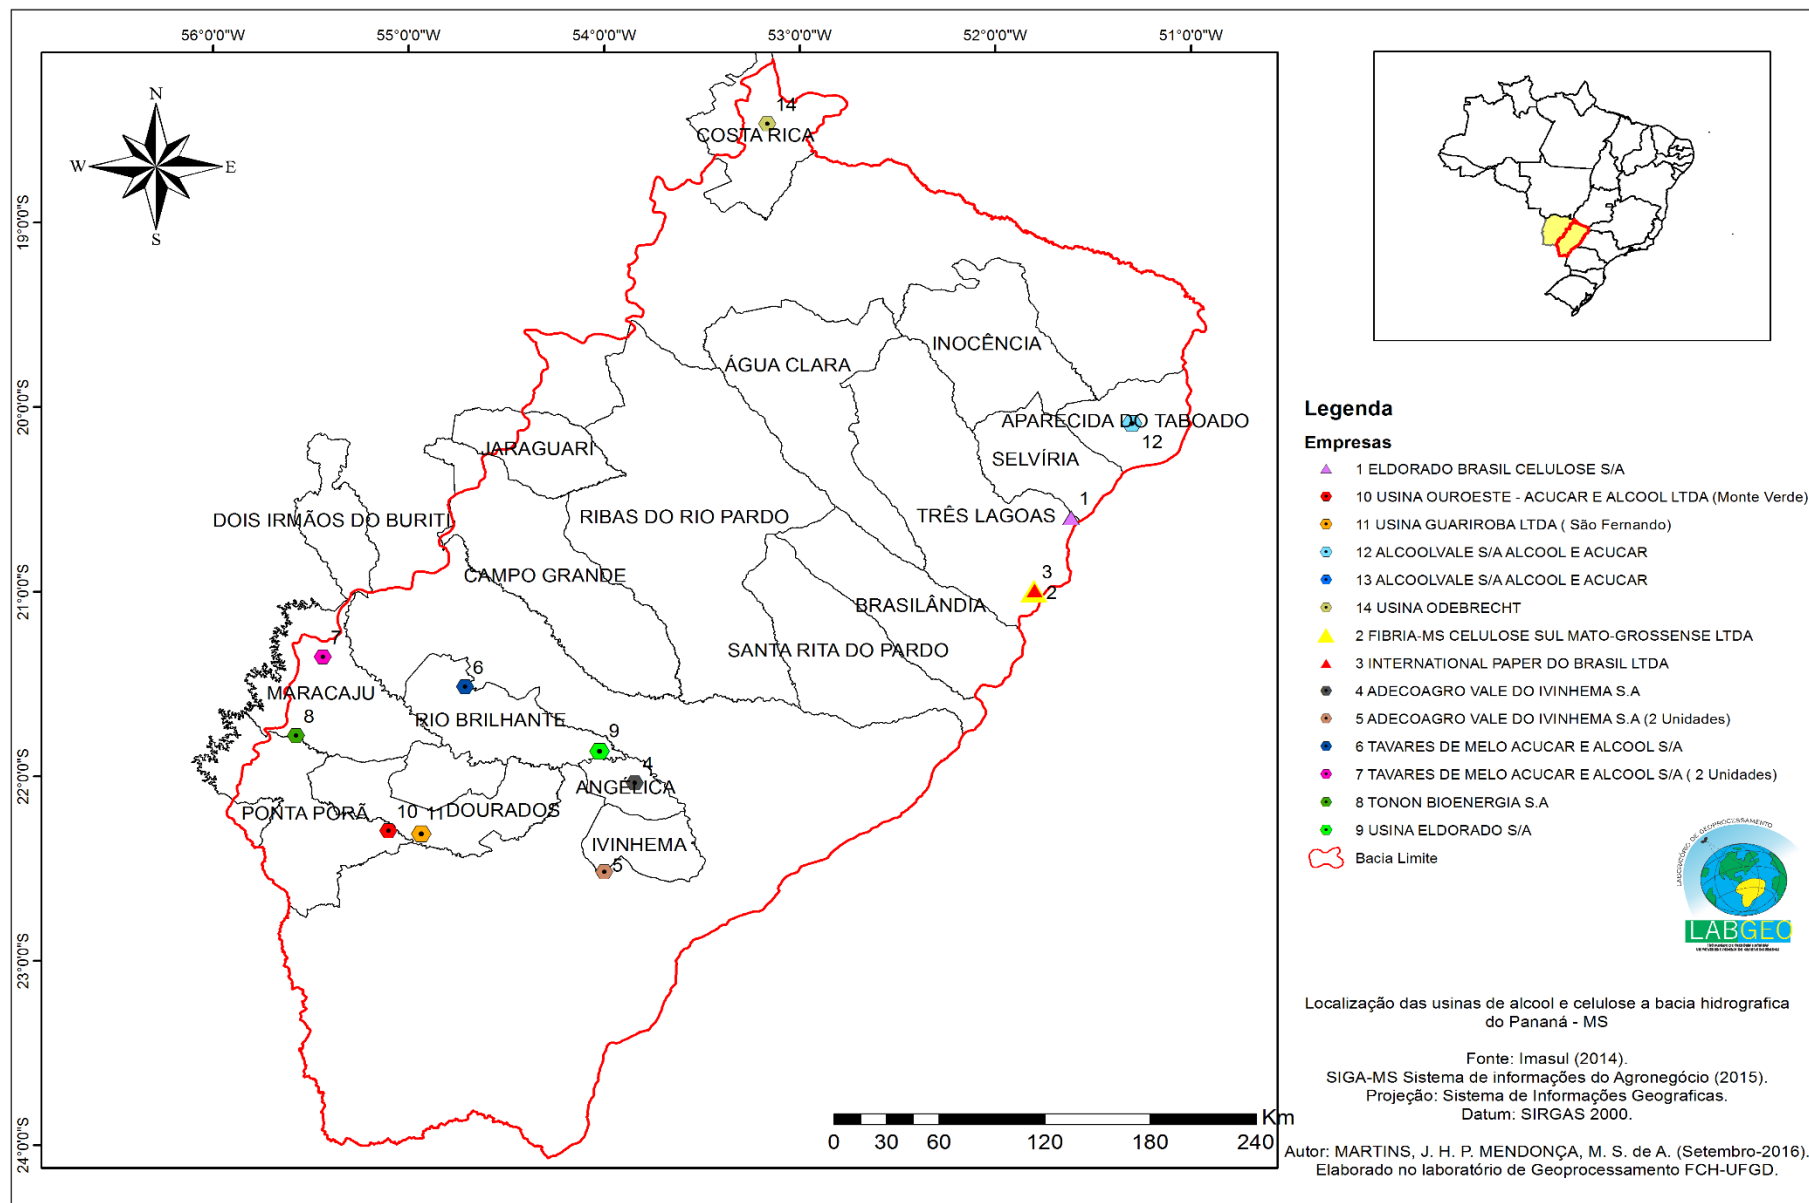 56°0'0"W
55°0'0"W
54°0'0"W
53°0'0"W
52°0'0"W
51°0'0"W
N
W
E
S
19°0'0"S
20°0'0"S
21°0'0"S
22°0'0"S
23°0'0"S
24°0'0"S
14
COSTA RICA
INOCÊNCIA
ÁGUA CLARA
APARECIDA DO TABOADO
12
JARAGUARI
SELVÍRIA
1
DOIS IRMÃOS DO BURITI
RIBAS DO RIO PARDO
TRÊS LAGOAS
CAMPO GRANDE
3
2
BRASILÂNDIA
7
SANTA RITA DO PARDO
6
MARACAJU
8
RIO BRILHANTE
9
4
ANGÉLICA
PONTA PORÃ
10
11
DOURADOS
IVINHEMA
5
Km
0 30 60 120 180 240
Legenda
Empresas
1 ELDORADO BRASIL CELULOSE S/A
10 USINA OUROESTE - ACUCAR E ALCOOL LTDA (Monte Verde)
11 USINA GUARIROBA LTDA ( São Fernando)
12 ALCOOLVALE S/A ALCOOL E ACUCAR
13 ALCOOLVALE S/A ALCOOL E ACUCAR
14 USINA ODEBRECHT
2 FIBRIA-MS CELULOSE SUL MATO-GROSSENSE LTDA
3 INTERNATIONAL PAPER DO BRASIL LTDA
4 ADECOAGRO VALE DO IVINHEMA S.A
5 ADECOAGRO VALE DO IVINHEMA S.A (2 Unidades)
6 TAVARES DE MELO ACUCAR E ALCOOL S/A
7 TAVARES DE MELO ACUCAR E ALCOOL S/A ( 2 Unidades)
8 TONON BIOENERGIA S.A
9 USINA ELDORADO S/A
Bacia Limite
LABORATÓRIO DE GEOPROCESSAMENTO
LABGEO
Localização das usinas de alcool e celulose a bacia hidrografica
do Pananá - MS
Fonte: Imasul (2014).
SIGA-MS Sistema de informações do Agronegócio (2015).
Projeção: Sistema de Informações Geograficas.
Datum: SIRGAS 2000.
Autor: MARTINS, J. H. P. MENDONÇA, M. S. de A. (Setembro-2016).
Elaborado no laboratório de Geoprocessamento FCH-UFGD.